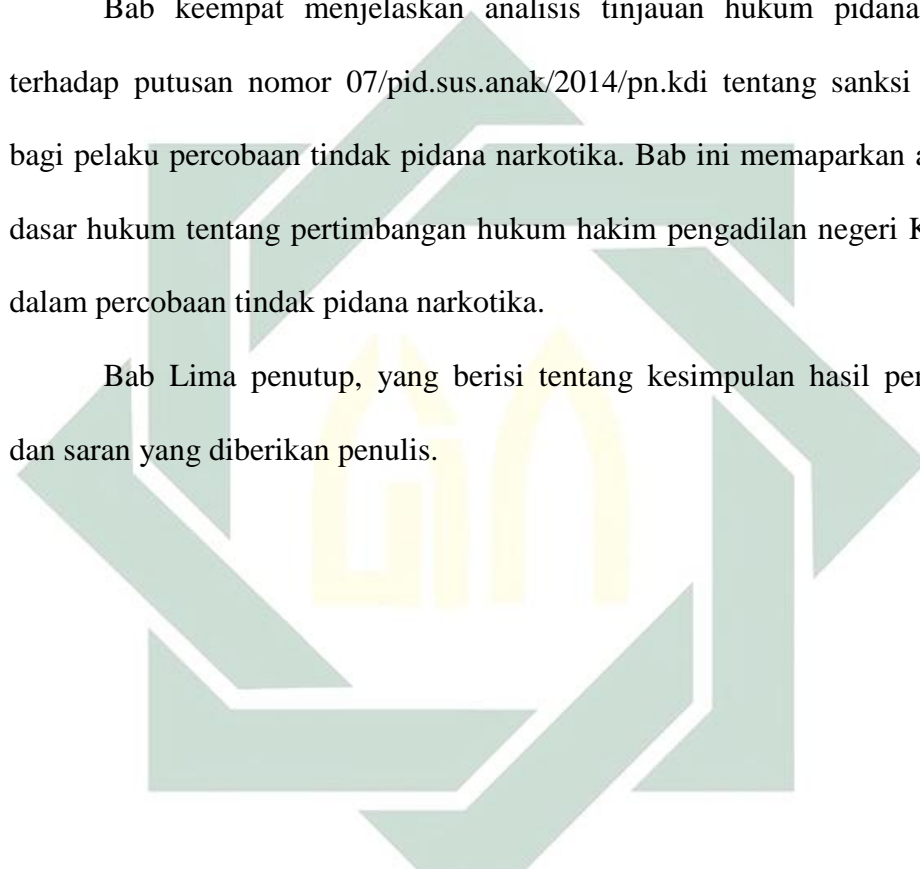 Bab keempat menjelaskan analisis tinjauan hukum pidana
terhadap putusan nomor 07/pid.sus.anak/2014/pn.kdi tentang sanksi
bagi pelaku percobaan tindak pidana narkotika. Bab ini memaparkan
dasar hukum tentang pertimbangan hukum hakim pengadilan negeri
dalam percobaan tindak pidana narkotika.
Bab Lima penutup, yang berisi tentang kesimpulan hasil
dan saran yang diberikan penulis.